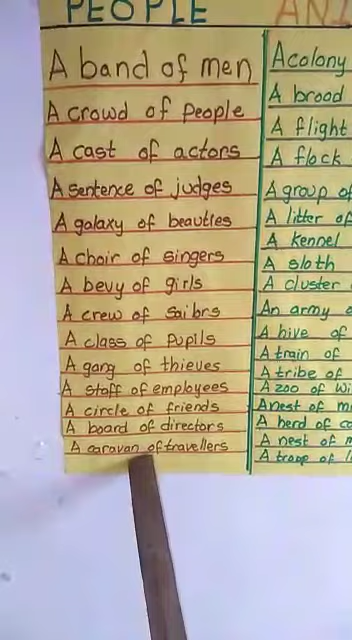 PEOPLE
A band of men
A crowd of people
A cast of actors
A sentence of judges
A galaxy of beauties
A choir of singers
A bevy of girls
A crew of sailors
A class of pupils
A gang of thieves
A staff of employees
A circle of friends
A board of directors
A caravan of travellers
A colony
A brood
A flight
A flock
A group of
A litter of
A kennel
A sloth
A cluster
An army
A hive of
A train of
A tribe of
A zoo of
A nest of
A herd of
A nest of
A troop of